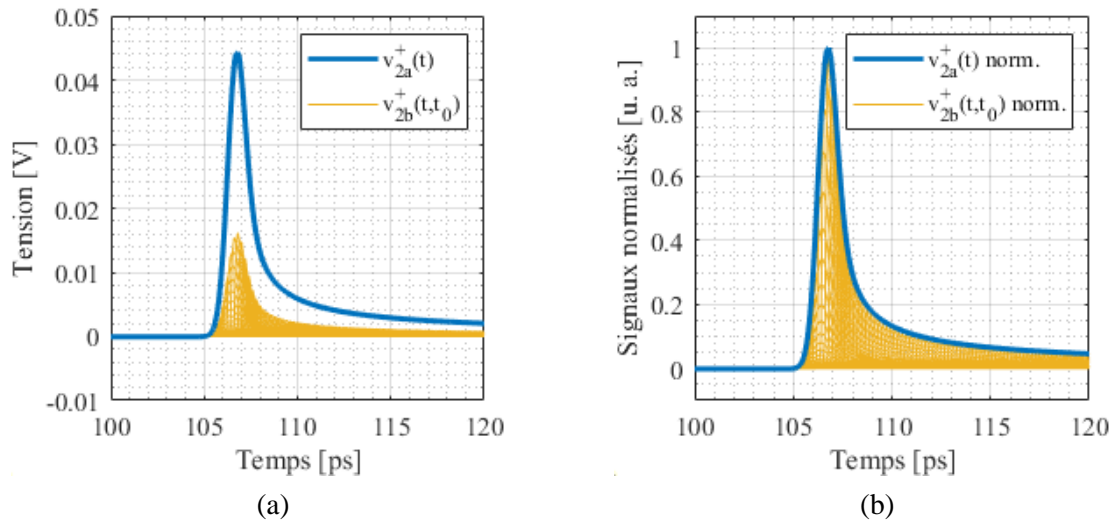 0.05
0.04
0.03
0.02
0.01
0
-0.01
Tension [V]
v+2a(t)
v+2b(t,t0)
100
105
110
115
120
Temps [ps]
(a)
1
0.8
0.6
0.4
0.2
0
Signaux normalisés [u. a.]
v+2a(t) norm.
v+2b(t,t0) norm.
100
105
110
115
120
Temps [ps]
(b)